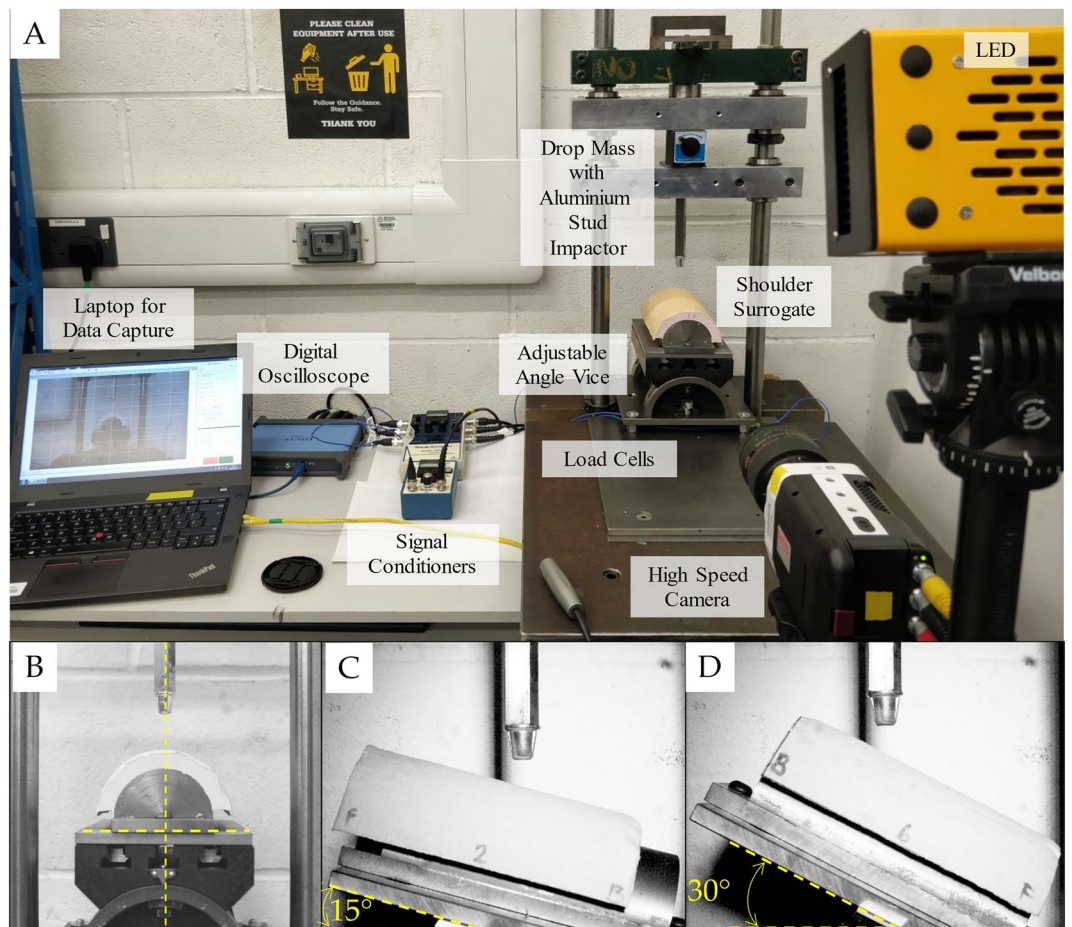 A
PLEASE CLEAN
EQUIPMENT AFTER USE
Follow the Guidance.
Stay Safe.
THANK YOU
LED
Drop Mass
with
Aluminium
Stud
Impactor
Velbon
Shoulder
Surrogate
Laptop for
Data Capture
Digital
Oscilloscope
Adjustable
Angle Vice
Load Cells
Signal
Conditioners
High Speed
Camera
ThinkPad
B
C
D
F
2
B
15°
B
6
F
30°